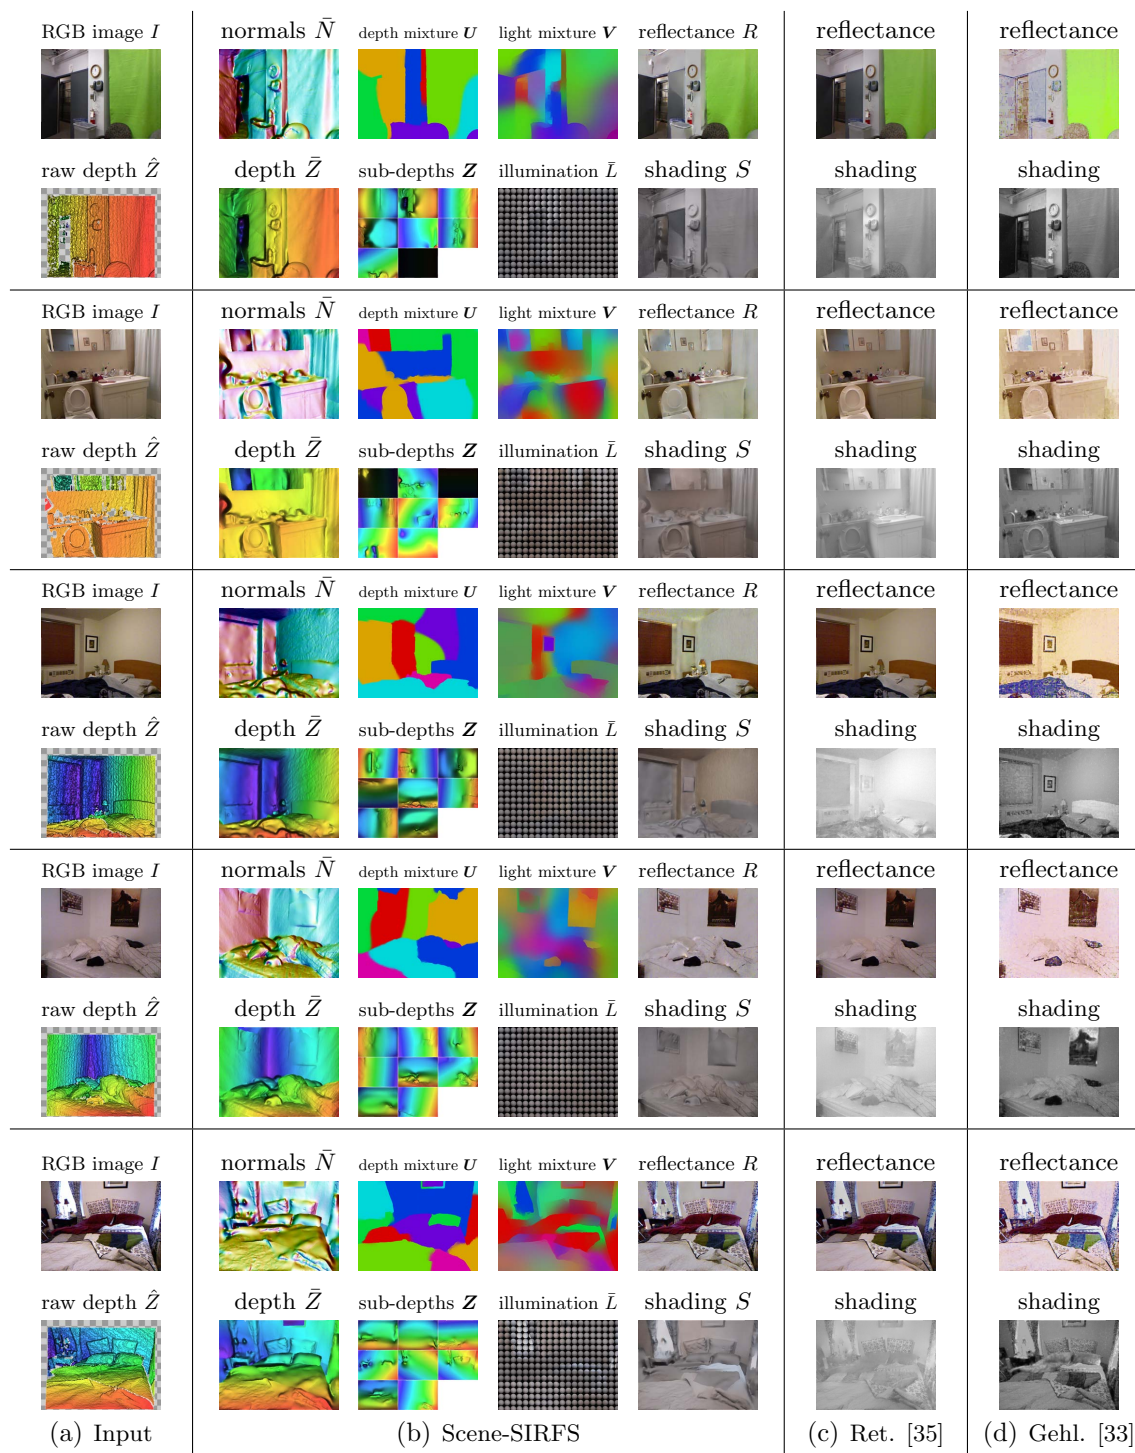 RGB image I normals N̄ depth mixture U light mixture V reflectance R reflectance reflectance
raw depth Ẑ depth Z̄ sub-depths Z illumination L̄ shading S shading shading
RGB image I normals N̄ depth mixture U light mixture V reflectance R reflectance reflectance
raw depth Ẑ depth Z̄ sub-depths Z illumination L̄ shading S shading shading
RGB image I normals N̄ depth mixture U light mixture V reflectance R reflectance reflectance
raw depth Ẑ depth Z̄ sub-depths Z illumination L̄ shading S shading shading
RGB image I normals N̄ depth mixture U light mixture V reflectance R reflectance reflectance
raw depth Ẑ depth Z̄ sub-depths Z illumination L̄ shading S shading shading
RGB image I normals N̄ depth mixture U light mixture V reflectance R reflectance reflectance
raw depth Ẑ depth Z̄ sub-depths Z illumination L̄ shading S shading shading
(a) Input (b) Scene-SIRFS (c) Ret. [35] (d) Gehl. [33]